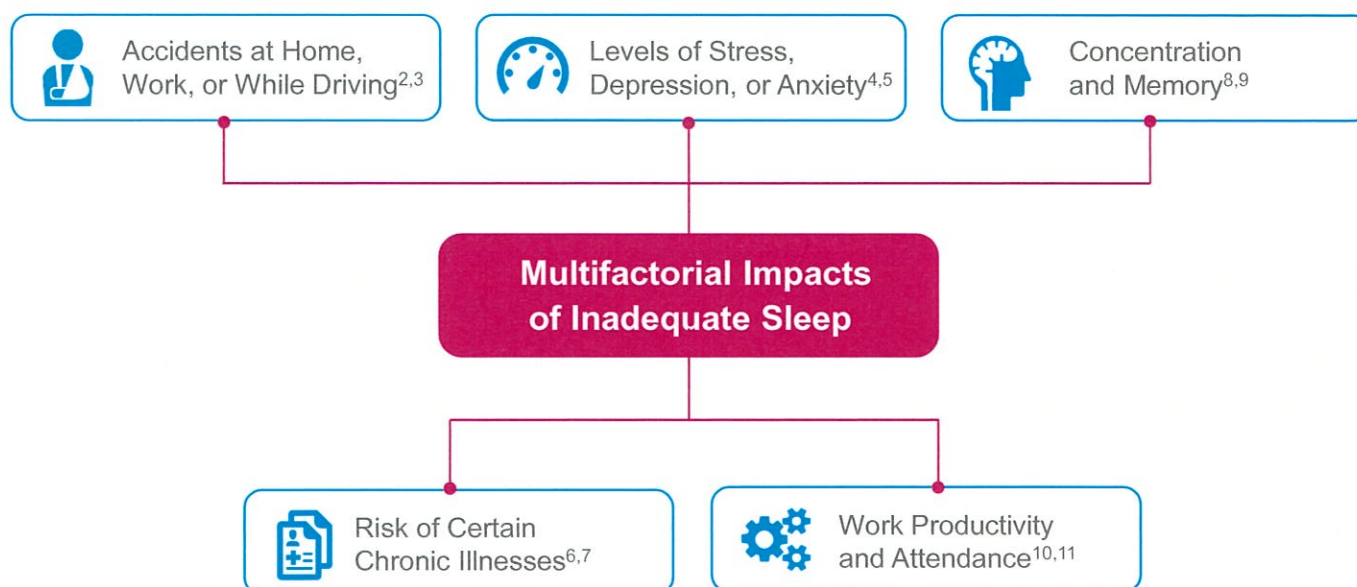 Accidents at Home,
Work, or While Driving2,3
Levels of Stress,
Depression, or Anxiety4,5
Concentration
and Memory8,9
Multifactorial Impacts
of Inadequate Sleep
Risk of Certain
Chronic Illnesses6,7
Work Productivity
and Attendance10,11